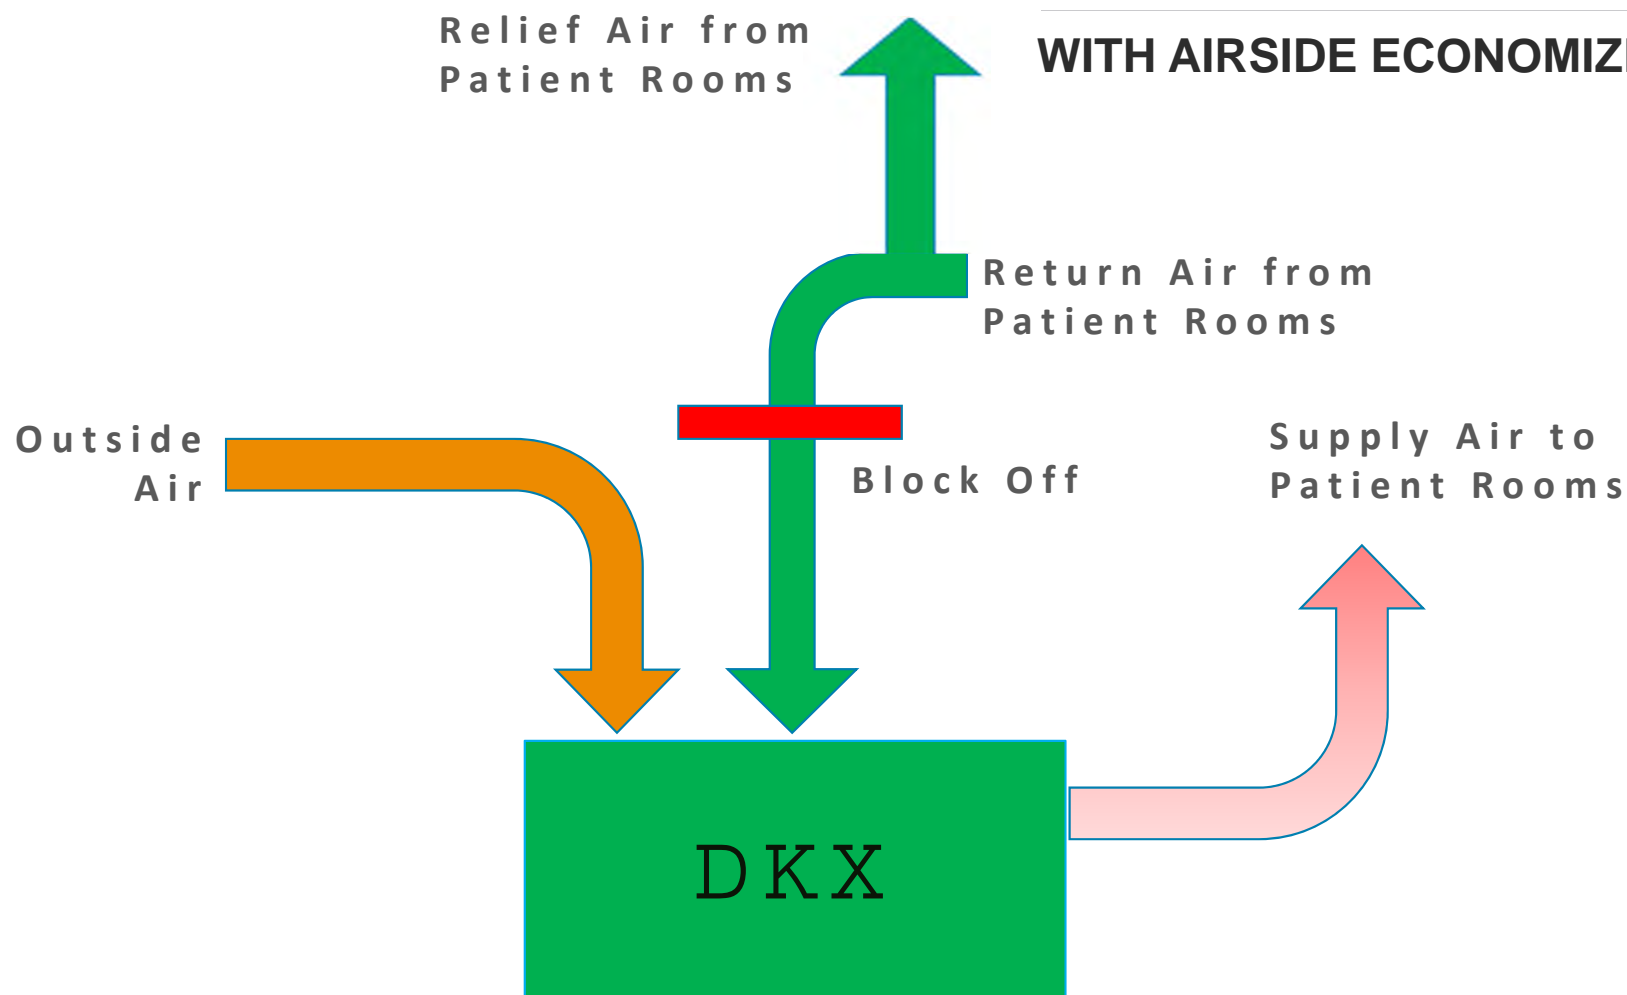 Relief Air from
Patient Rooms
WITH AIRSIDE ECONOMIZ
Return Air from
Patient Rooms
Outside
Air
Block Off
Supply Air to
Patient Rooms
DKX